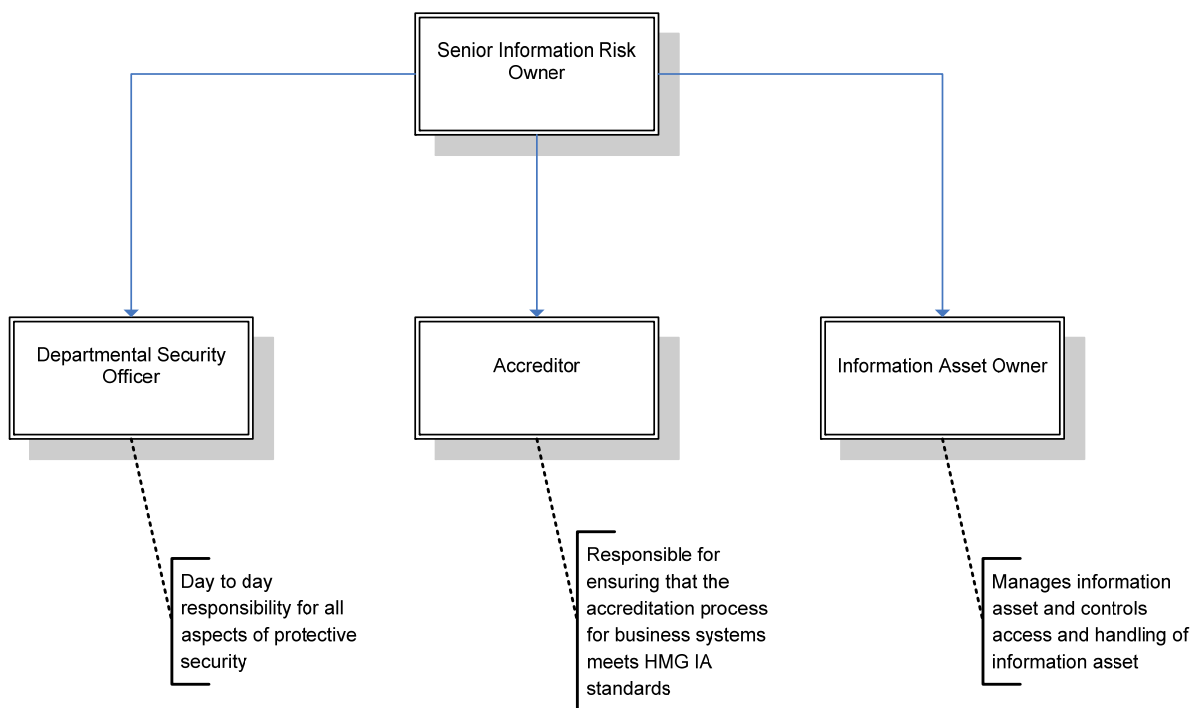 Senior Information Risk
Owner
Departmental Security
Officer
Accreditor
Information Asset Owner
Day to day
responsibility for all
aspects of protective
security
Responsible for
ensuring that the
accreditation process
for business systems
meets HMG IA
standards
Manages information
asset and controls
access and handling of
information asset